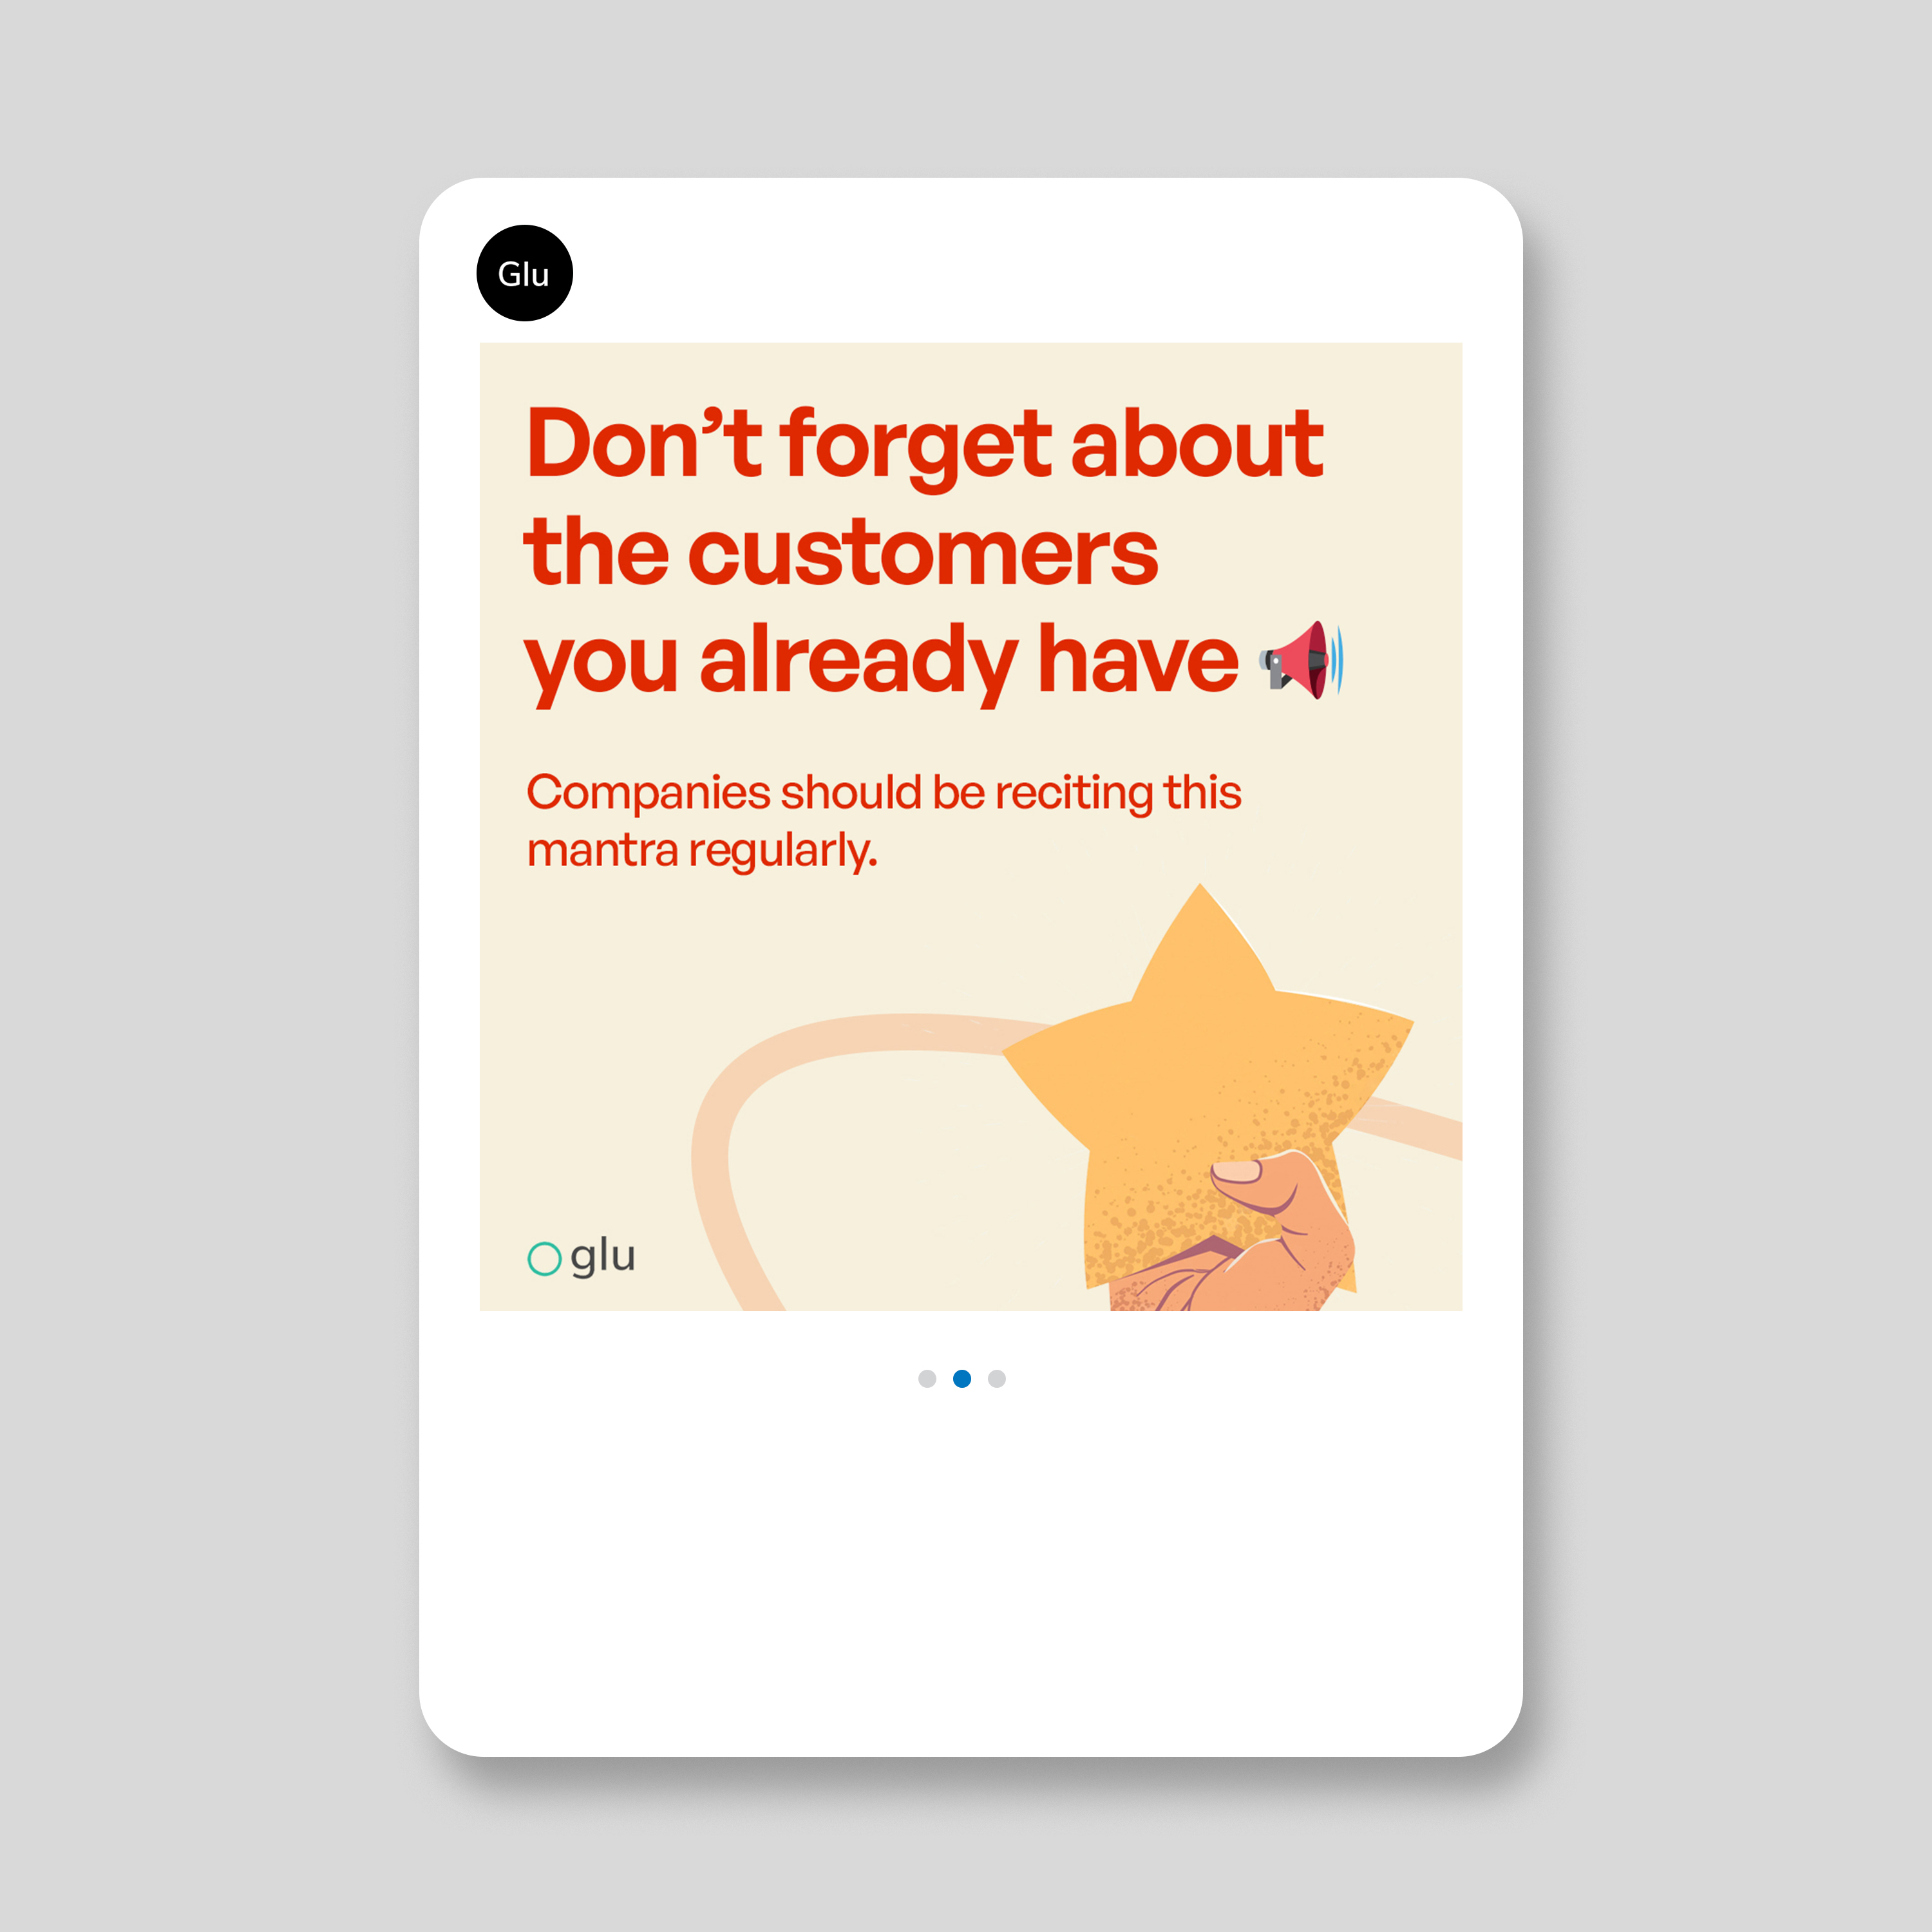 Glu
Don’t forget about
the customers
you already have 📢
Companies should be reciting this
mantra regularly.
glu